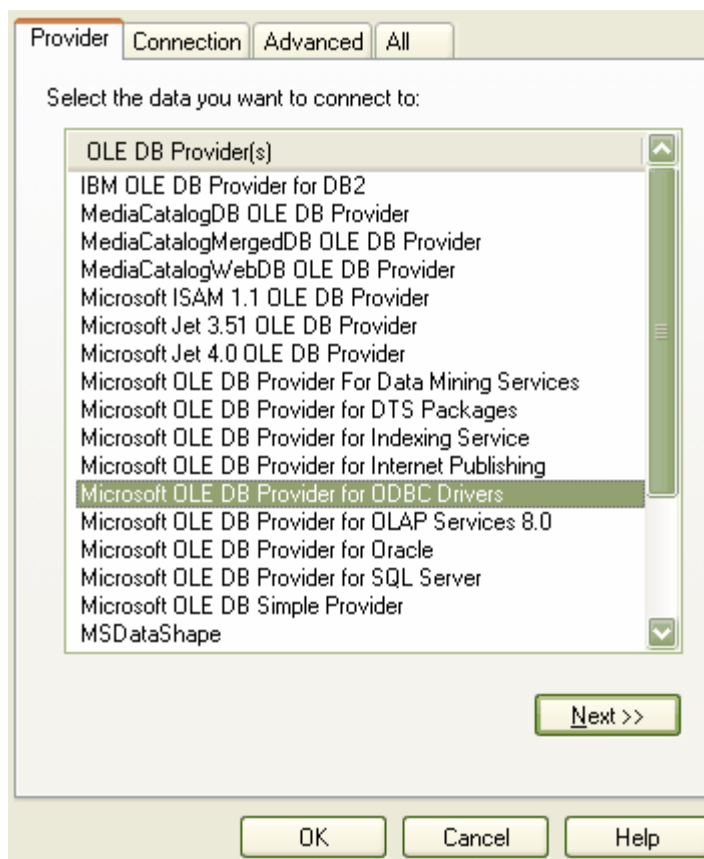 Provider Connection Advanced All
Select the data you want to connect to:
OLE DB Provider(s)
IBM OLE DB Provider for DB2
MediaCatalogDB OLE DB Provider
MediaCatalogMergedDB OLE DB Provider
MediaCatalogWebDB OLE DB Provider
Microsoft ISAM 1.1 OLE DB Provider
Microsoft Jet 3.51 OLE DB Provider
Microsoft Jet 4.0 OLE DB Provider
Microsoft OLE DB Provider For Data Mining Services
Microsoft OLE DB Provider for DTS Packages
Microsoft OLE DB Provider for Indexing Service
Microsoft OLE DB Provider for Internet Publishing
Microsoft OLE DB Provider for ODBC Drivers
Microsoft OLE DB Provider for OLAP Services 8.0
Microsoft OLE DB Provider for Oracle
Microsoft OLE DB Provider for SQL Server
Microsoft OLE DB Simple Provider
MSDataShape
Next >>
OK Cancel Help